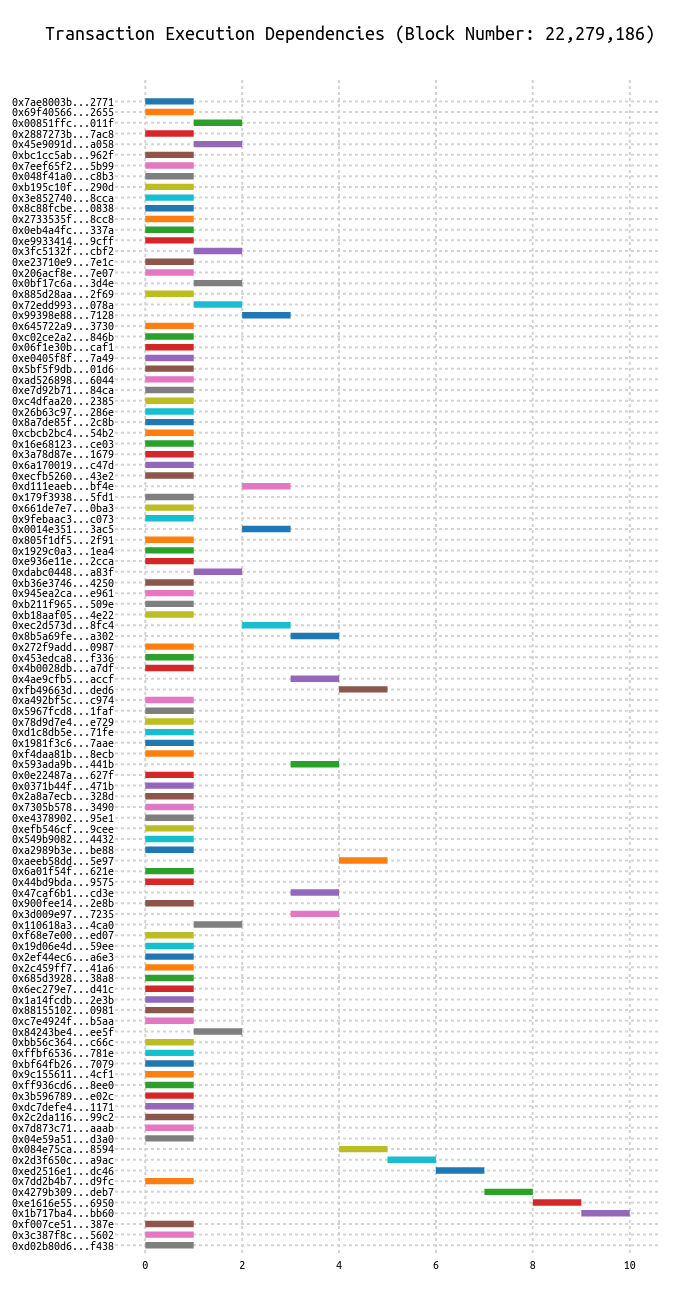 Transaction Execution Dependencies (Block Number: 22,279,186)
0x7ae8003b...2771
0x69f40566...2655
0x00851ffc...011f
0x2887273b...7ac8
0x45e9091d...a058
0xbc1cc5ab...962f
0x7eef65f2...5b99
0x048f41a0...c8b3
0xb195c10f...290d
0x3e852740...8cca
0x8c88fcbe...0838
0x2733535f...8cc8
0x0eb4a4fc...337a
0xe9933414...9cff
0x3fc5132f...cbf2
0xe23710e9...7e1c
0x206acf8e...7e07
0x0bf17c6a...3d4e
0x885d28aa...2f69
0x72edd993...078a
0x99398e88...7128
0x645722a9...3730
0xc02ce2a2...846b
0x06f1e30b...caf1
0xe0405f8f...7a49
0x5bf5f9db...01d6
0xad526898...6044
0xe7d92b71...84ca
0xc4dfaa20...2385
0x26b63c97...286e
0x8a7de85f...2c8b
0xcbcb2bc4...54b2
0x16e68123...ce03
0x3a78d87e...1679
0x6a170019...c47d
0xecfb5260...43e2
0xd111eaeb...bf4e
0x179f3938...5fd1
0x661de7e7...0ba3
0x9febaac3...c073
0x0014e351...3ac5
0x805f1df5...2f91
0x1929c0a3...1ea4
0xe936e11e...2cca
0xdabc0448...a83f
0xb36e3746...4250
0x945ea2ca...e961
0xb211f965...509e
0xb18aaf05...4e22
0xec2d573d...8fc4
0x8b5a69fe...a302
0x272f9add...0987
0x453edca8...f336
0x4b0028db...a7df
0x4ae9cfb5...accf
0xfb49663d...ded6
0xa492bf5c...c974
0x5967fcd8...1faf
0x78d9d7e4...e729
0xd1c8db5e...71fe
0x1981f3c6...7aae
0xf4daa81b...8ecb
0x593ada9b...441b
0x0e22487a...627f
0x0371b44f...471b
0x2a8a7ecb...328d
0x7305b578...3490
0xe4378902...95e1
0xefb546cf...9cee
0x549b9082...4432
0xa2989b3e...be88
0xaeeb58dd...5e97
0x6a01f54f...621e
0x44bd9bda...9575
0x47caf6b1...cd3e
0x900fee14...2e8b
0x3d009e97...7235
0x110618a3...4ca0
0xf68e7e00...ed07
0x19d06e4d...59ee
0x2ef44ec6...a6e3
0x2c459ff7...41a6
0x685d3928...38a8
0x6ec279e7...d41c
0x1a14fcdb...2e3b
0x88155102...0981
0xc7e4924f...b5aa
0x84243be4...ee5f
0xbb56c364...c66c
0xffbf6536...781e
0xbf64fb26...7079
0x9c155611...4cf1
0xff936cd6...8ee0
0x3b596789...e02c
0xdc7defe4...1171
0x2c2da116...99c2
0x7d873c71...aaab
0x04e59a51...d3a0
0x084e75ca...8594
0x2d3f650c...a9ac
0xed2516e1...dc46
0x7dd2b4b7...d9fc
0x4279b309...deb7
0xe1616e55...6950
0x1b717ba4...bb60
0xf007ce51...387e
0x3c387f8c...5602
0xd02b80d6...f438
0 2 4 6 8 10